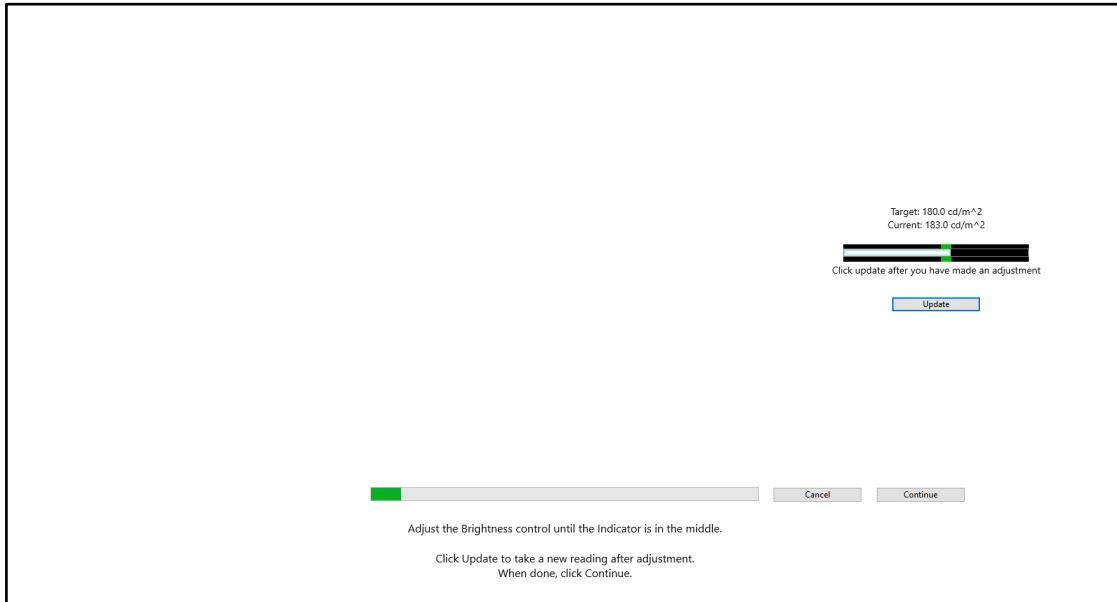 Target: 180.0 cd/m^2
Current: 183.0 cd/m^2
Click update after you have made an adjustment
Update
Cancel
Continue
Adjust the Brightness control until the Indicator is in the middle.
Click Update to take a new reading after adjustment.
When done, click Continue.